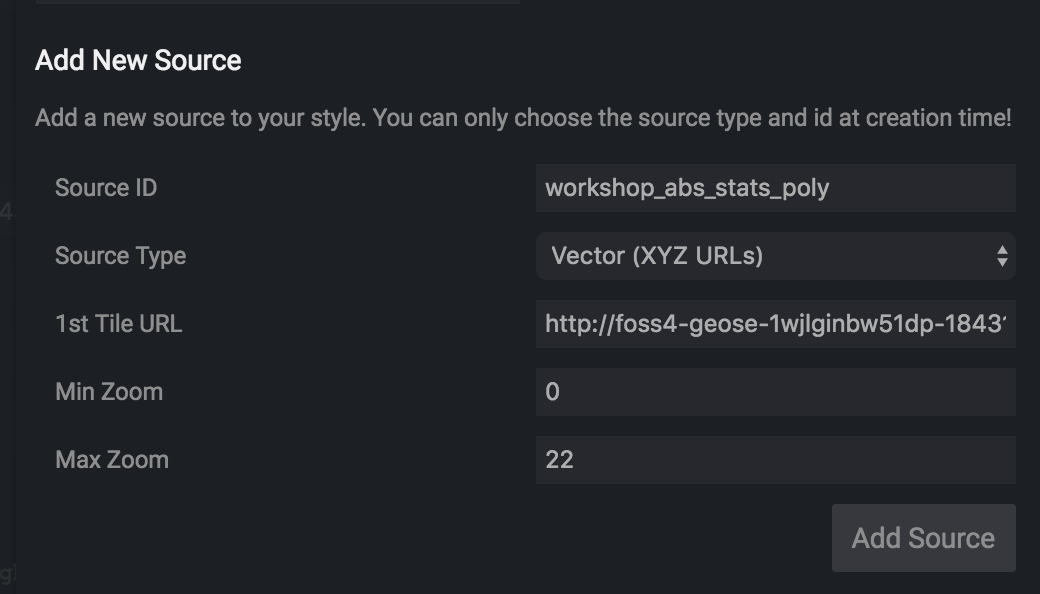 Add New Source
Add a new source to your style. You can only choose the source type and id at creation time!
Source ID workshop_abs_stats_poly
Source Type Vector (XYZ URLs)
1st Tile URL http://foss4-geose-1wjlginbw51dp-1843
Min Zoom 0
Max Zoom 22
Add Source